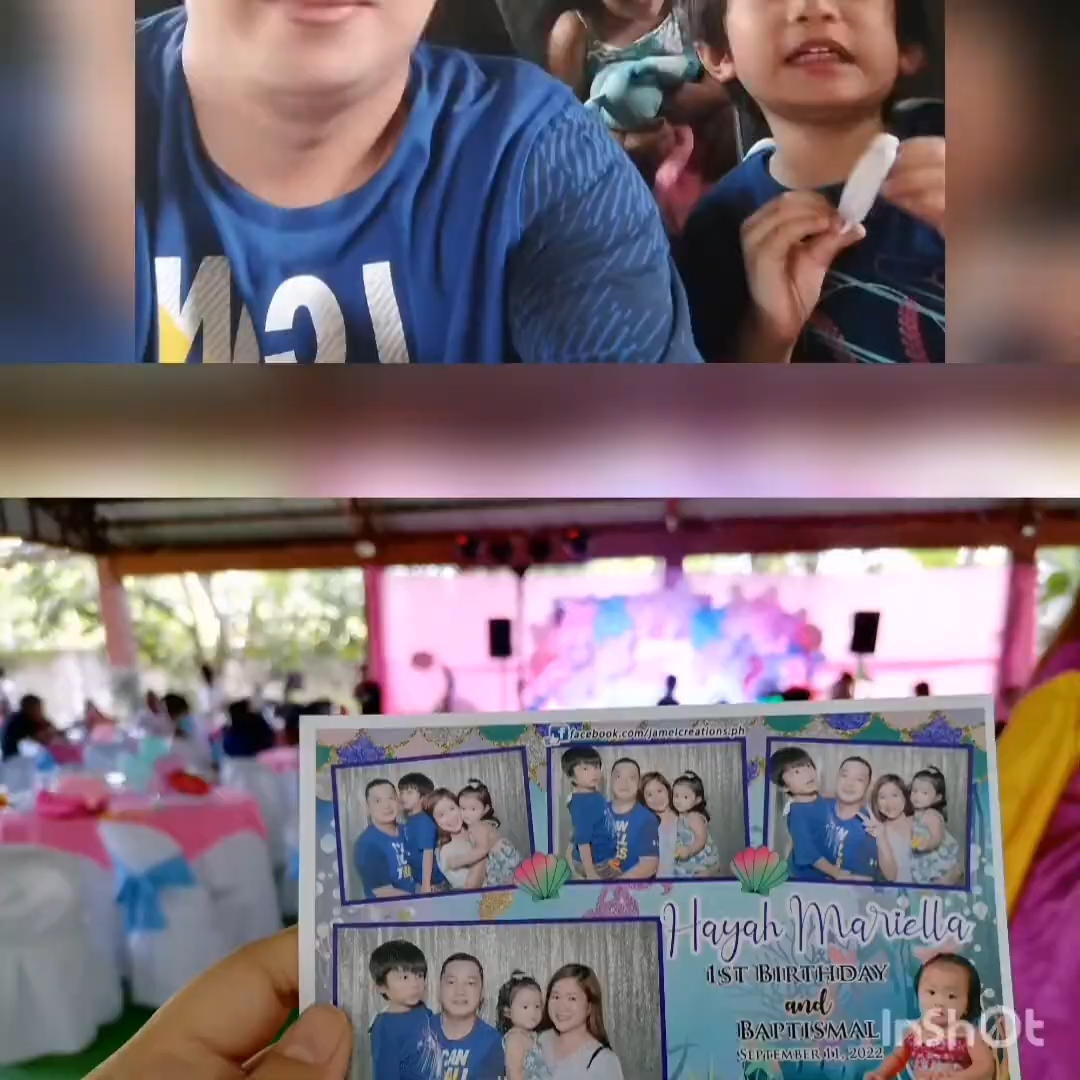 facebook.com/jamelcreations.ph
Hayah Mariella
1st Birthday
and
Baptismal
September 11, 2022
InShOt